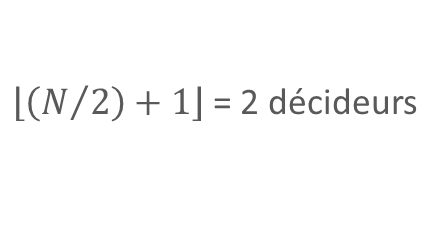 ⌊(𝑁/2) + 1⌋ = 2 décideurs